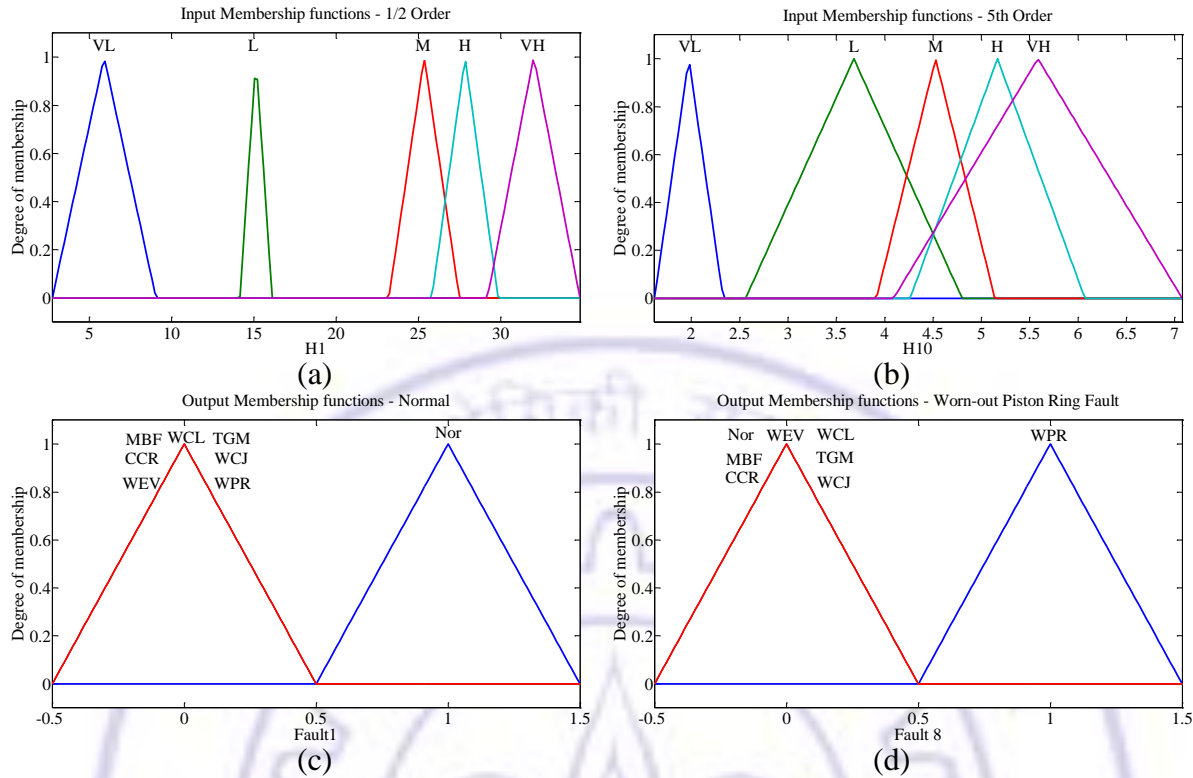 Input Membership functions - 1/2 Order
VL
L
M
H
VH
1
0.8
0.6
0.4
0.2
0
Degree of membership
5
10
15
20
25
30
H1
(a)
Input Membership functions - 5th Order
VL
L
M
H
VH
1
0.8
0.6
0.4
0.2
0
Degree of membership
2
2.5
3
3.5
4
4.5
5
5.5
6
6.5
7
H10
(b)
Output Membership functions - Normal
MBF WCL TGM
CCR WCJ
WEV WPR
Nor
1
0.8
0.6
0.4
0.2
0
Degree of membership
-0.5
0
0.5
1
1.5
Fault1
(c)
Output Membership functions - Worn-out Piston Ring Fault
Nor WEV WCL
MBF TGM
CCR WCJ
WPR
1
0.8
0.6
0.4
0.2
0
Degree of membership
-0.5
0
0.5
1
1.5
Fault 8
(d)